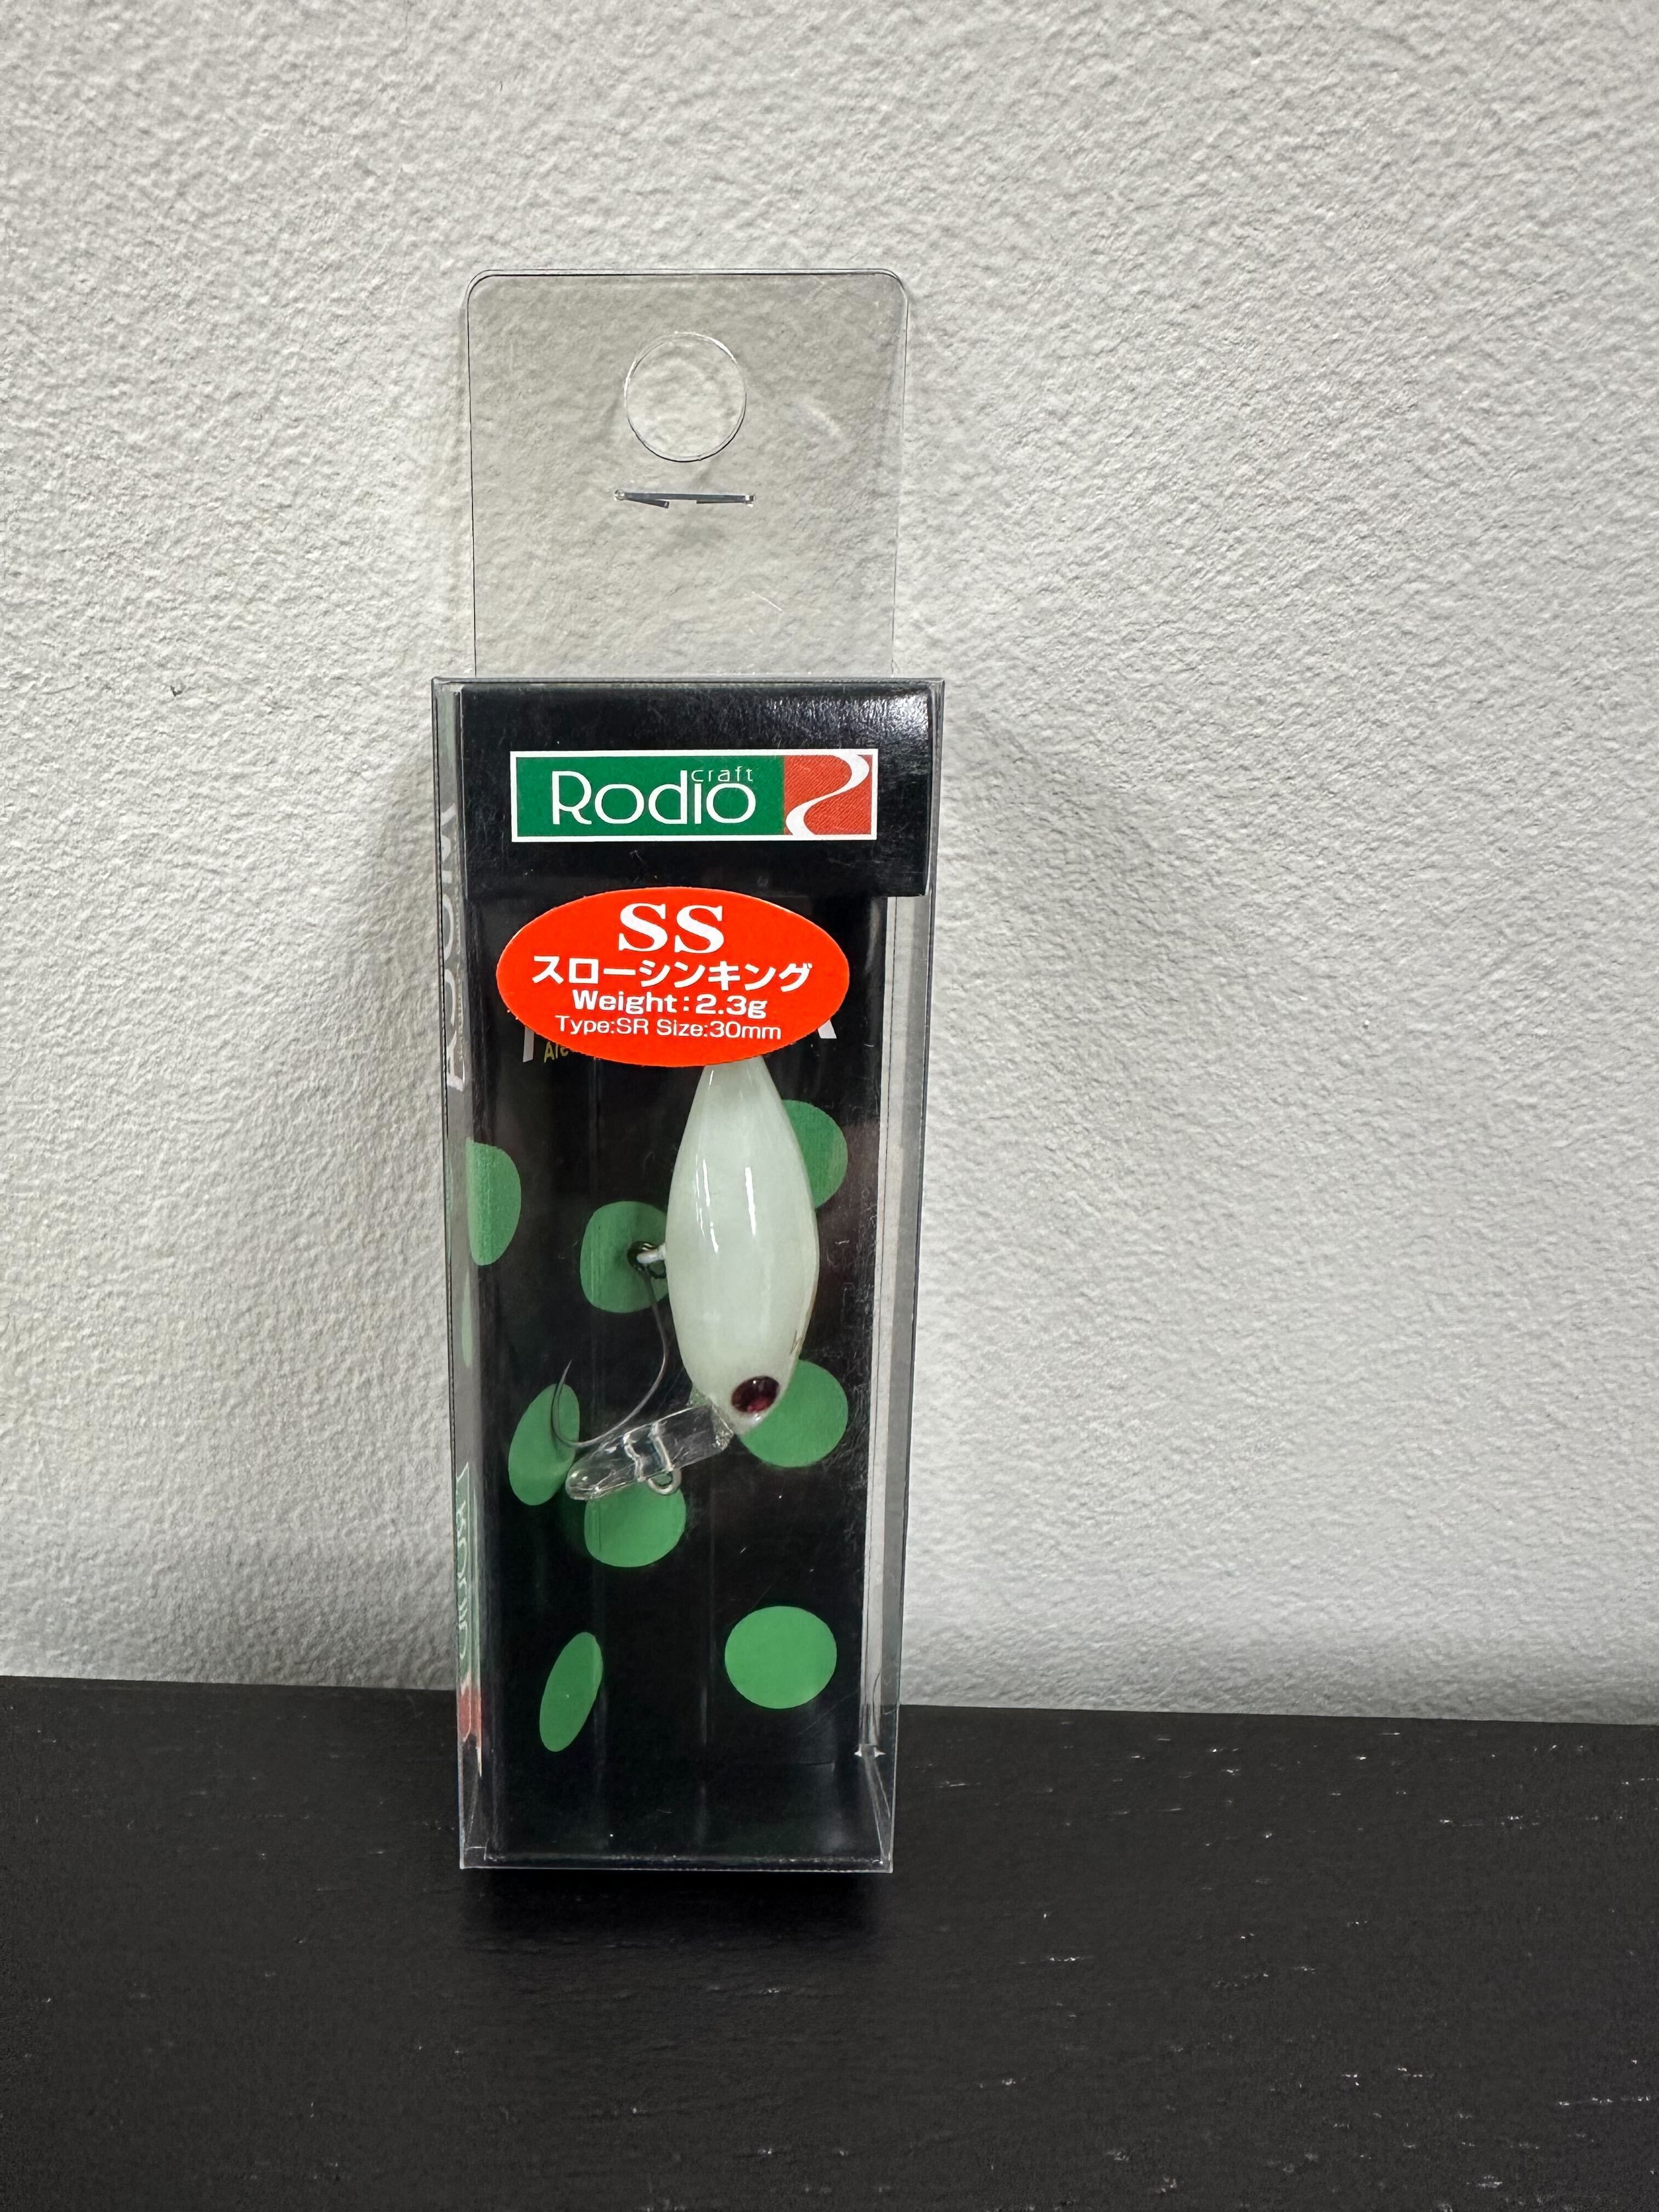 craft
Rodio
SS
スローシンキング
Weight:2.3g
Type:SR Size:30mm